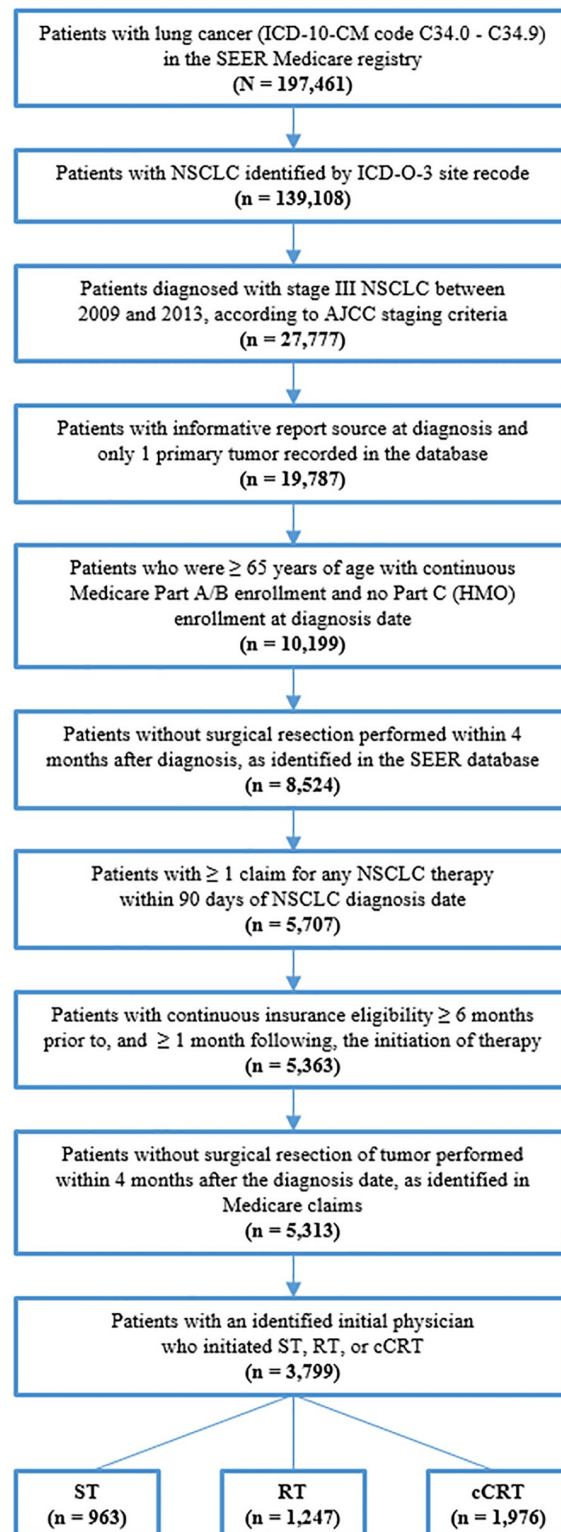 Patients with lung cancer (ICD-10-CM code C34.0 - C34.9)
in the SEER Medicare registry
(N = 197,461)
Patients with NSCLC identified by ICD-O-3 site recode
(n = 139,108)
Patients diagnosed with stage III NSCLC between
2009 and 2013, according to AJCC staging criteria
(n = 27,777)
Patients with informative report source at diagnosis and
only 1 primary tumor recorded in the database
(n = 19,787)
Patients who were ≥ 65 years of age with continuous
Medicare Part A/B enrollment and no Part C (HMO)
enrollment at diagnosis date
(n = 10,199)
Patients without surgical resection performed within 4
months after diagnosis, as identified in the SEER database
(n = 8,524)
Patients with ≥ 1 claim for any NSCLC therapy
within 90 days of NSCLC diagnosis date
(n = 5,707)
Patients with continuous insurance eligibility ≥ 6 months
prior to, and ≥ 1 month following, the initiation of therapy
(n = 5,363)
Patients without surgical resection of tumor performed
within 4 months after the diagnosis date, as identified in
Medicare claims
(n = 5,313)
Patients with an identified initial physician
who initiated ST, RT, or cCRT
(n = 3,799)
ST
(n = 963)
RT
(n = 1,247)
cCRT
(n = 1,976)